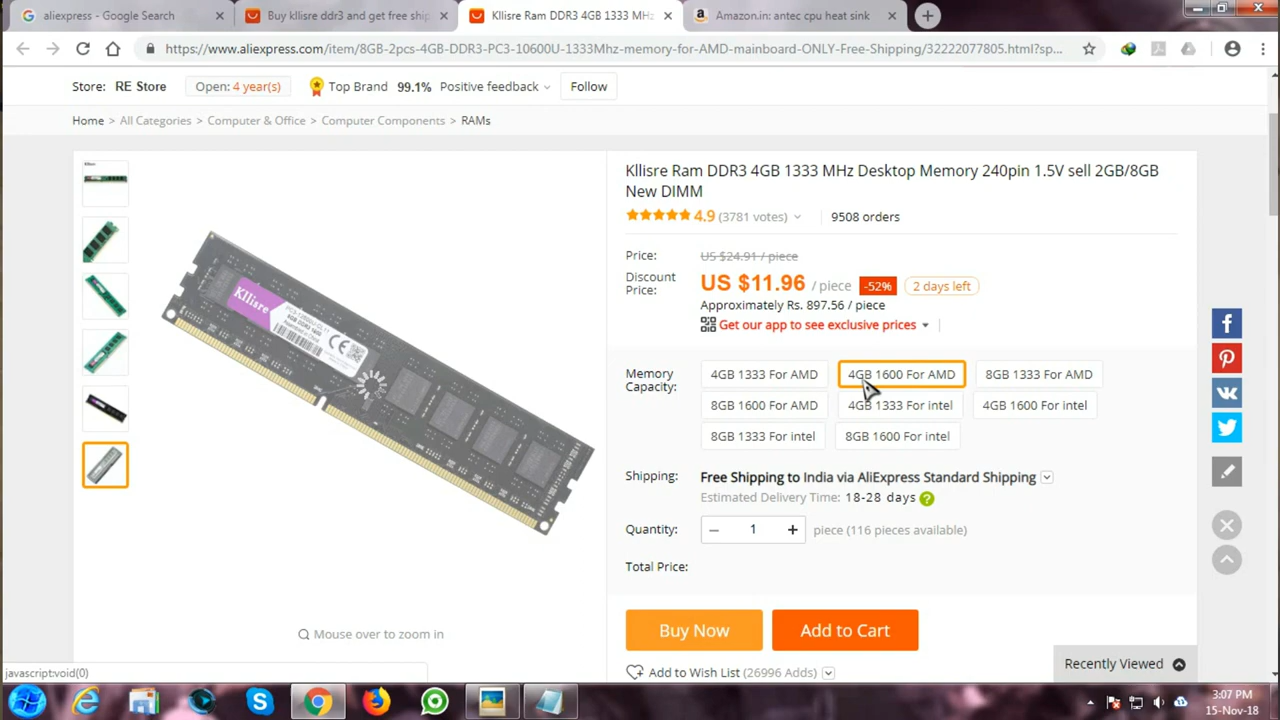 aliexpress - Google Search
Buy kllisre ddr3 and get free ship
Kllisre Ram DDR3 4GB 1333 MHz
Amazon.in: antec cpu heat sink
https://www.aliexpress.com/item/8GB-2pcs-4GB-DDR3-PC3-10600U-1333Mhz-memory-for-AMD-mainboard-ONLY-Free-Shipping/32222077805.html?sp...
Store: RE Store Open: 4 year(s) Top Brand 99.1% Positive feedback Follow
Home > All Categories > Computer & Office > Computer Components > RAMs
Kllisre Ram DDR3 4GB 1333 MHz Desktop Memory 240pin 1.5V sell 2GB/8GB
New DIMM
4.9 (3781 votes) 9508 orders
Price: US $24.91 / piece
Discount
Price: US $11.96 / piece -52% 2 days left
Approximately Rs. 897.56 / piece
Get our app to see exclusive prices
Memory
Capacity:
4GB 1333 For AMD 4GB 1600 For AMD 8GB 1333 For AMD
8GB 1600 For AMD 4GB 1333 For intel 4GB 1600 For intel
8GB 1333 For intel 8GB 1600 For intel
Shipping: Free Shipping to India via AliExpress Standard Shipping
Estimated Delivery Time: 18-28 days
Quantity: 1 piece (116 pieces available)
Total Price:
Buy Now Add to Cart
Add to Wish List (26996 Adds)
Kllisre
Mouse over to zoom in
Recently Viewed
javascript:void(0)
3:07 PM
15-Nov-18